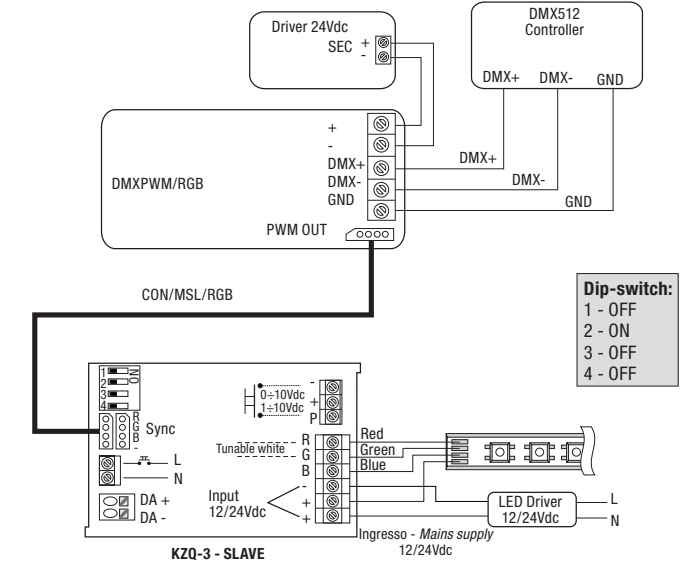 Driver 24Vdc
SEC + -
DMX512
Controller
DMX+ DMX- GND
DMXPWM/RGB
+
-
DMX+
DMX-
GND
PWM OUT
DMX+
DMX-
GND
CON/MSL/RGB
Dip-switch:
1 - OFF
2 - ON
3 - OFF
4 - OFF
1
2
3
4
ON
R
G
B
-
Sync
L
N
DA +
DA -
0÷10Vdc
1÷10Vdc
-
+
P
Tunable white
R
G
B
-
+
+
Input
12/24Vdc
Red
Green
Blue
LED Driver
12/24Vdc
L
N
Ingresso - Mains supply
12/24Vdc
KZQ-3 - SLAVE